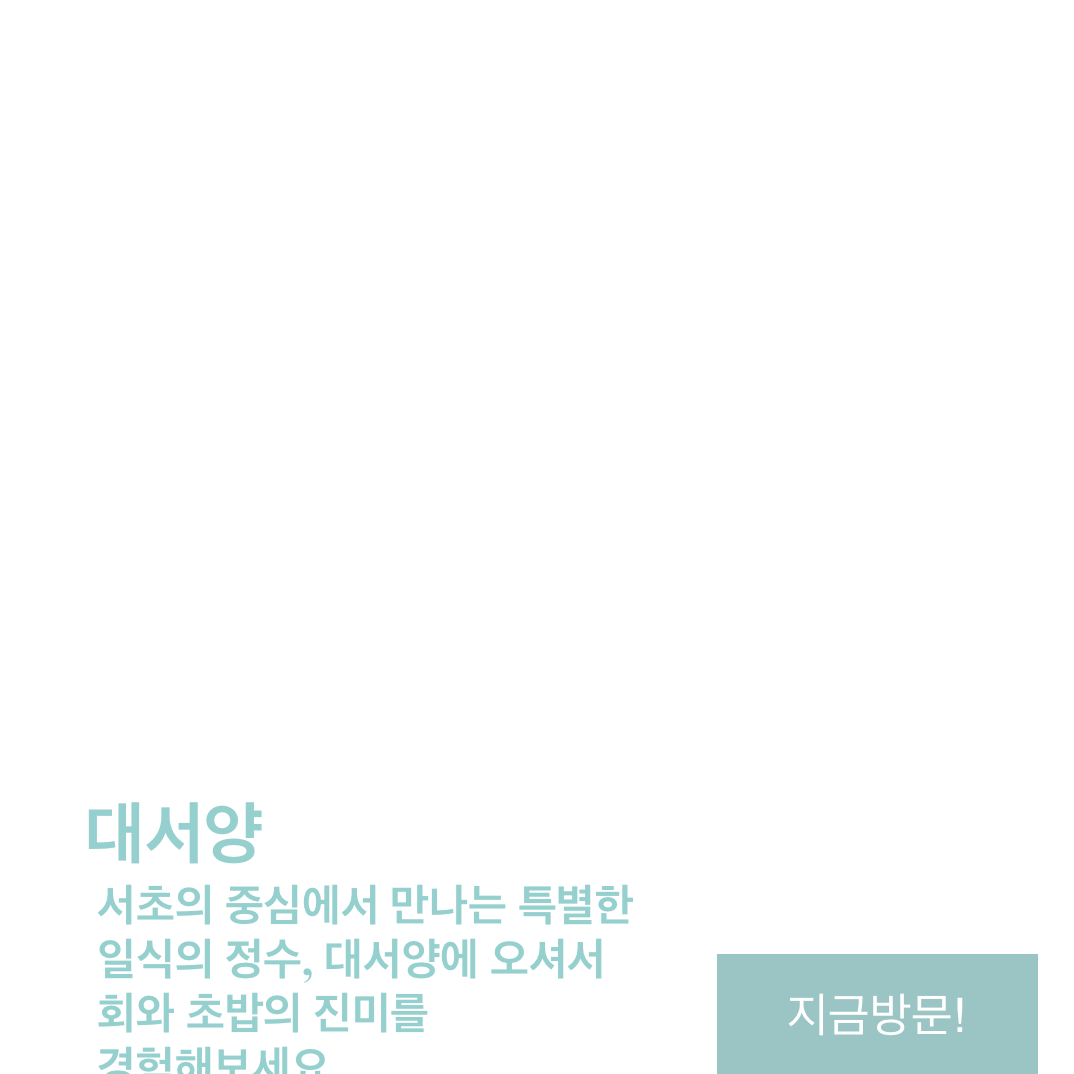 대서양
서초의 중심에서 만나는 특별한
일식의 정수, 대서양에 오셔서
회와 초밥의 진미를
경험해보세요
지금방문!